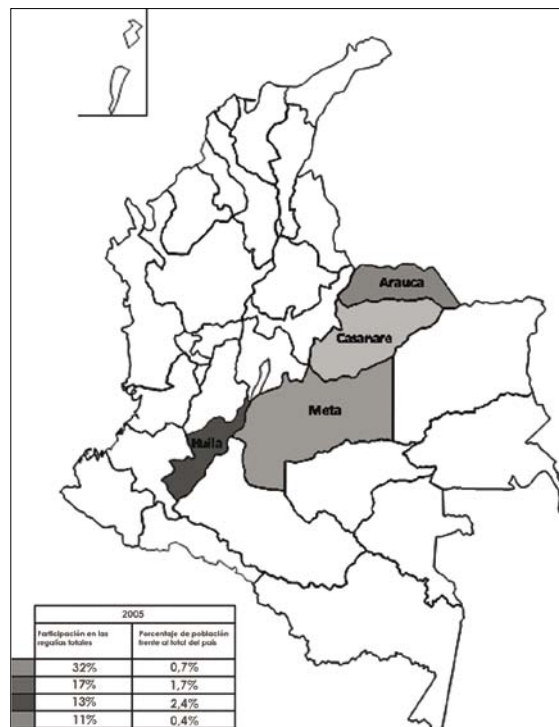 Arauca
Casanare
Meta
Huila
2005
Participación en las
regalías totales
Porcentaje de población
frente al total del país
32% 0,7%
17% 1,7%
13% 2,4%
11% 0,4%